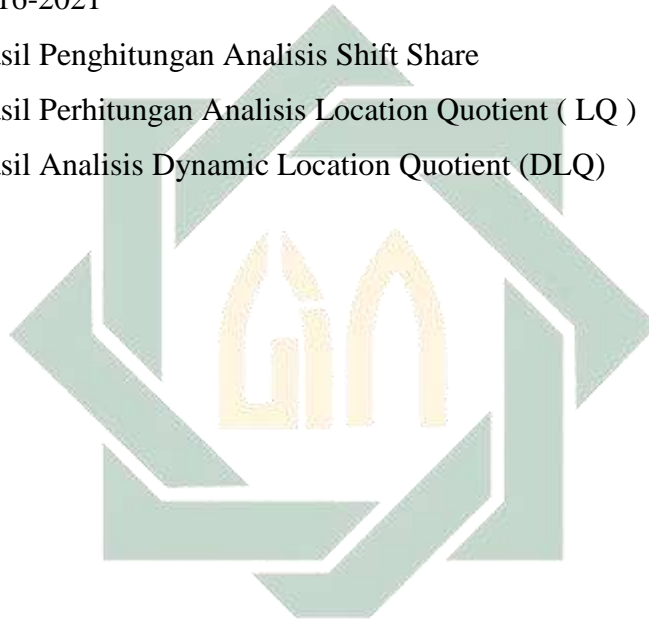 16-2021
sil Penghitungan Analisis Shift Share
sil Perhitungan Analisis Location Quotient ( LQ )
sil Analisis Dynamic Location Quotient (DLQ)